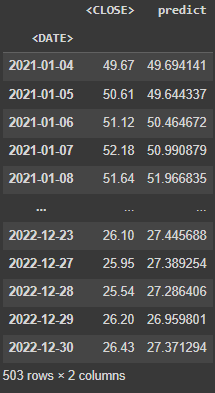 <CLOSE> predict
<DATE>
2021-01-04 49.67 49.694141
2021-01-05 50.61 49.644337
2021-01-06 51.12 50.464672
2021-01-07 52.18 50.990879
2021-01-08 51.64 51.966835
... ... ...
2022-12-23 26.10 27.445688
2022-12-27 25.95 27.389254
2022-12-28 25.54 27.286406
2022-12-29 26.20 26.959801
2022-12-30 26.43 27.371294
503 rows × 2 columns